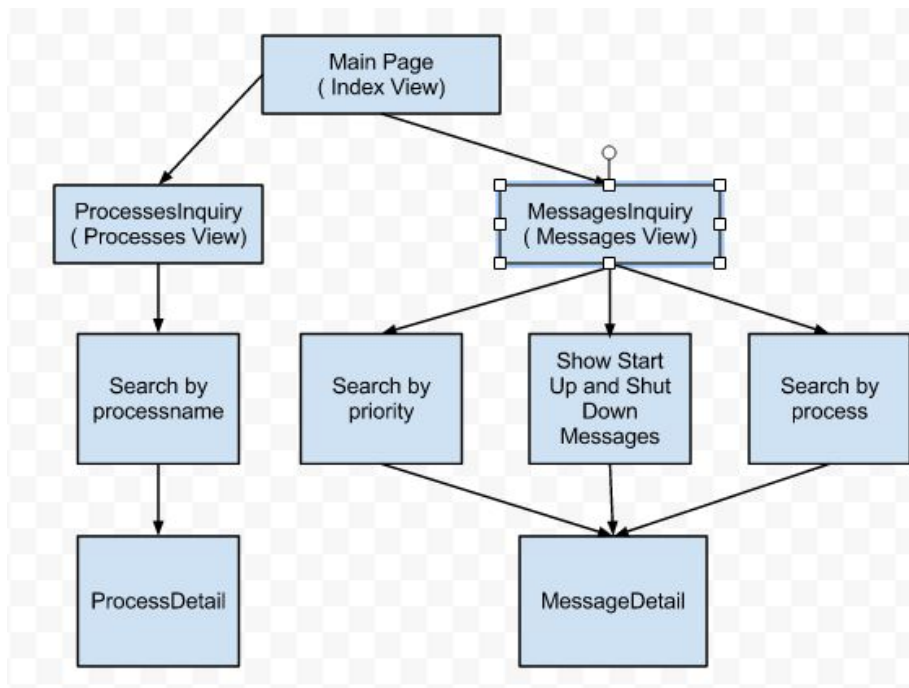 Main Page
( Index View)
ProcessesInquiry
( Processes View)
MessagesInquiry
( Messages View)
Search by
processname
Search by
priority
Show Start
Up and Shut
Down
Messages
Search by
process
ProcessDetail
MessageDetail